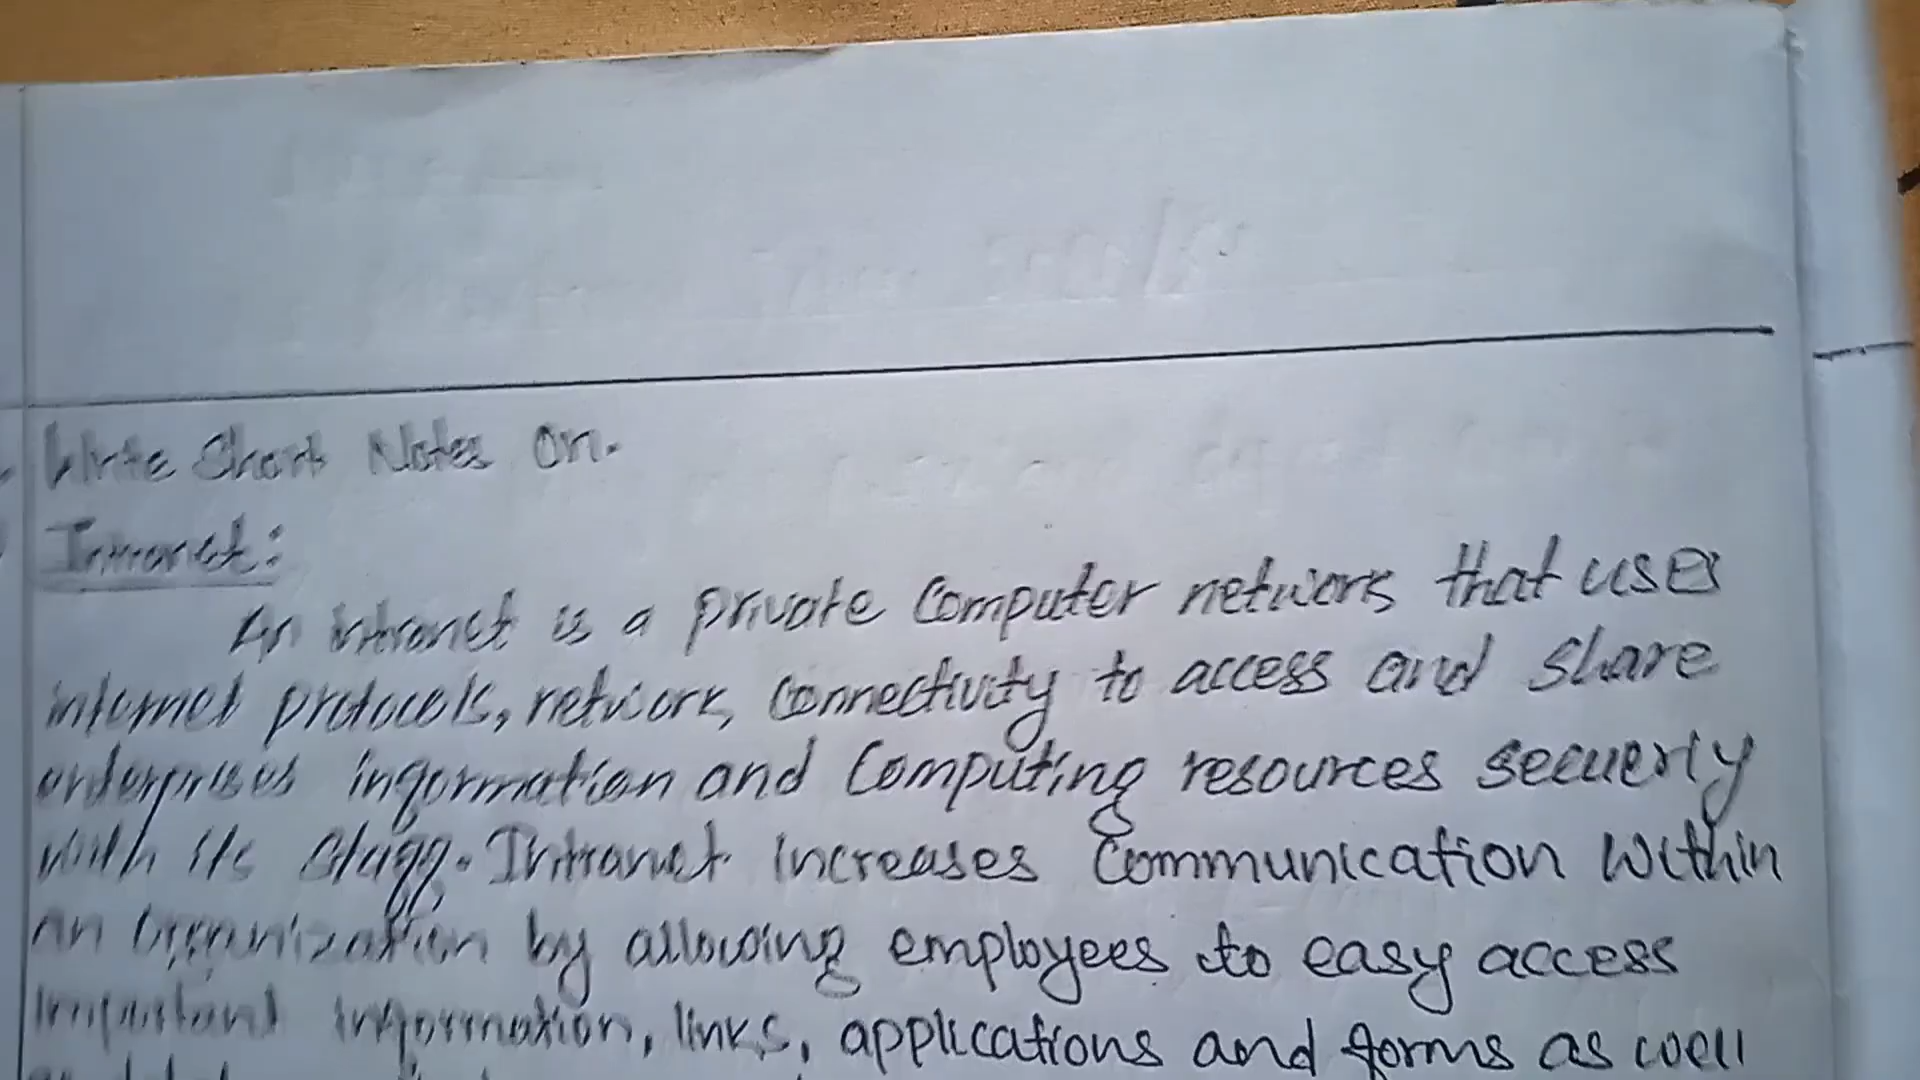 Write Short Notes On.
Intranet:
An intranet is a private Computer network that uses
internet protocols, network, Connectivity to access and share
enterprises information and Computing resources secuerly
with its Staff. Intranet increases Communication within
an organization by allowing employees to easy access
important information, links, applications and forms as well